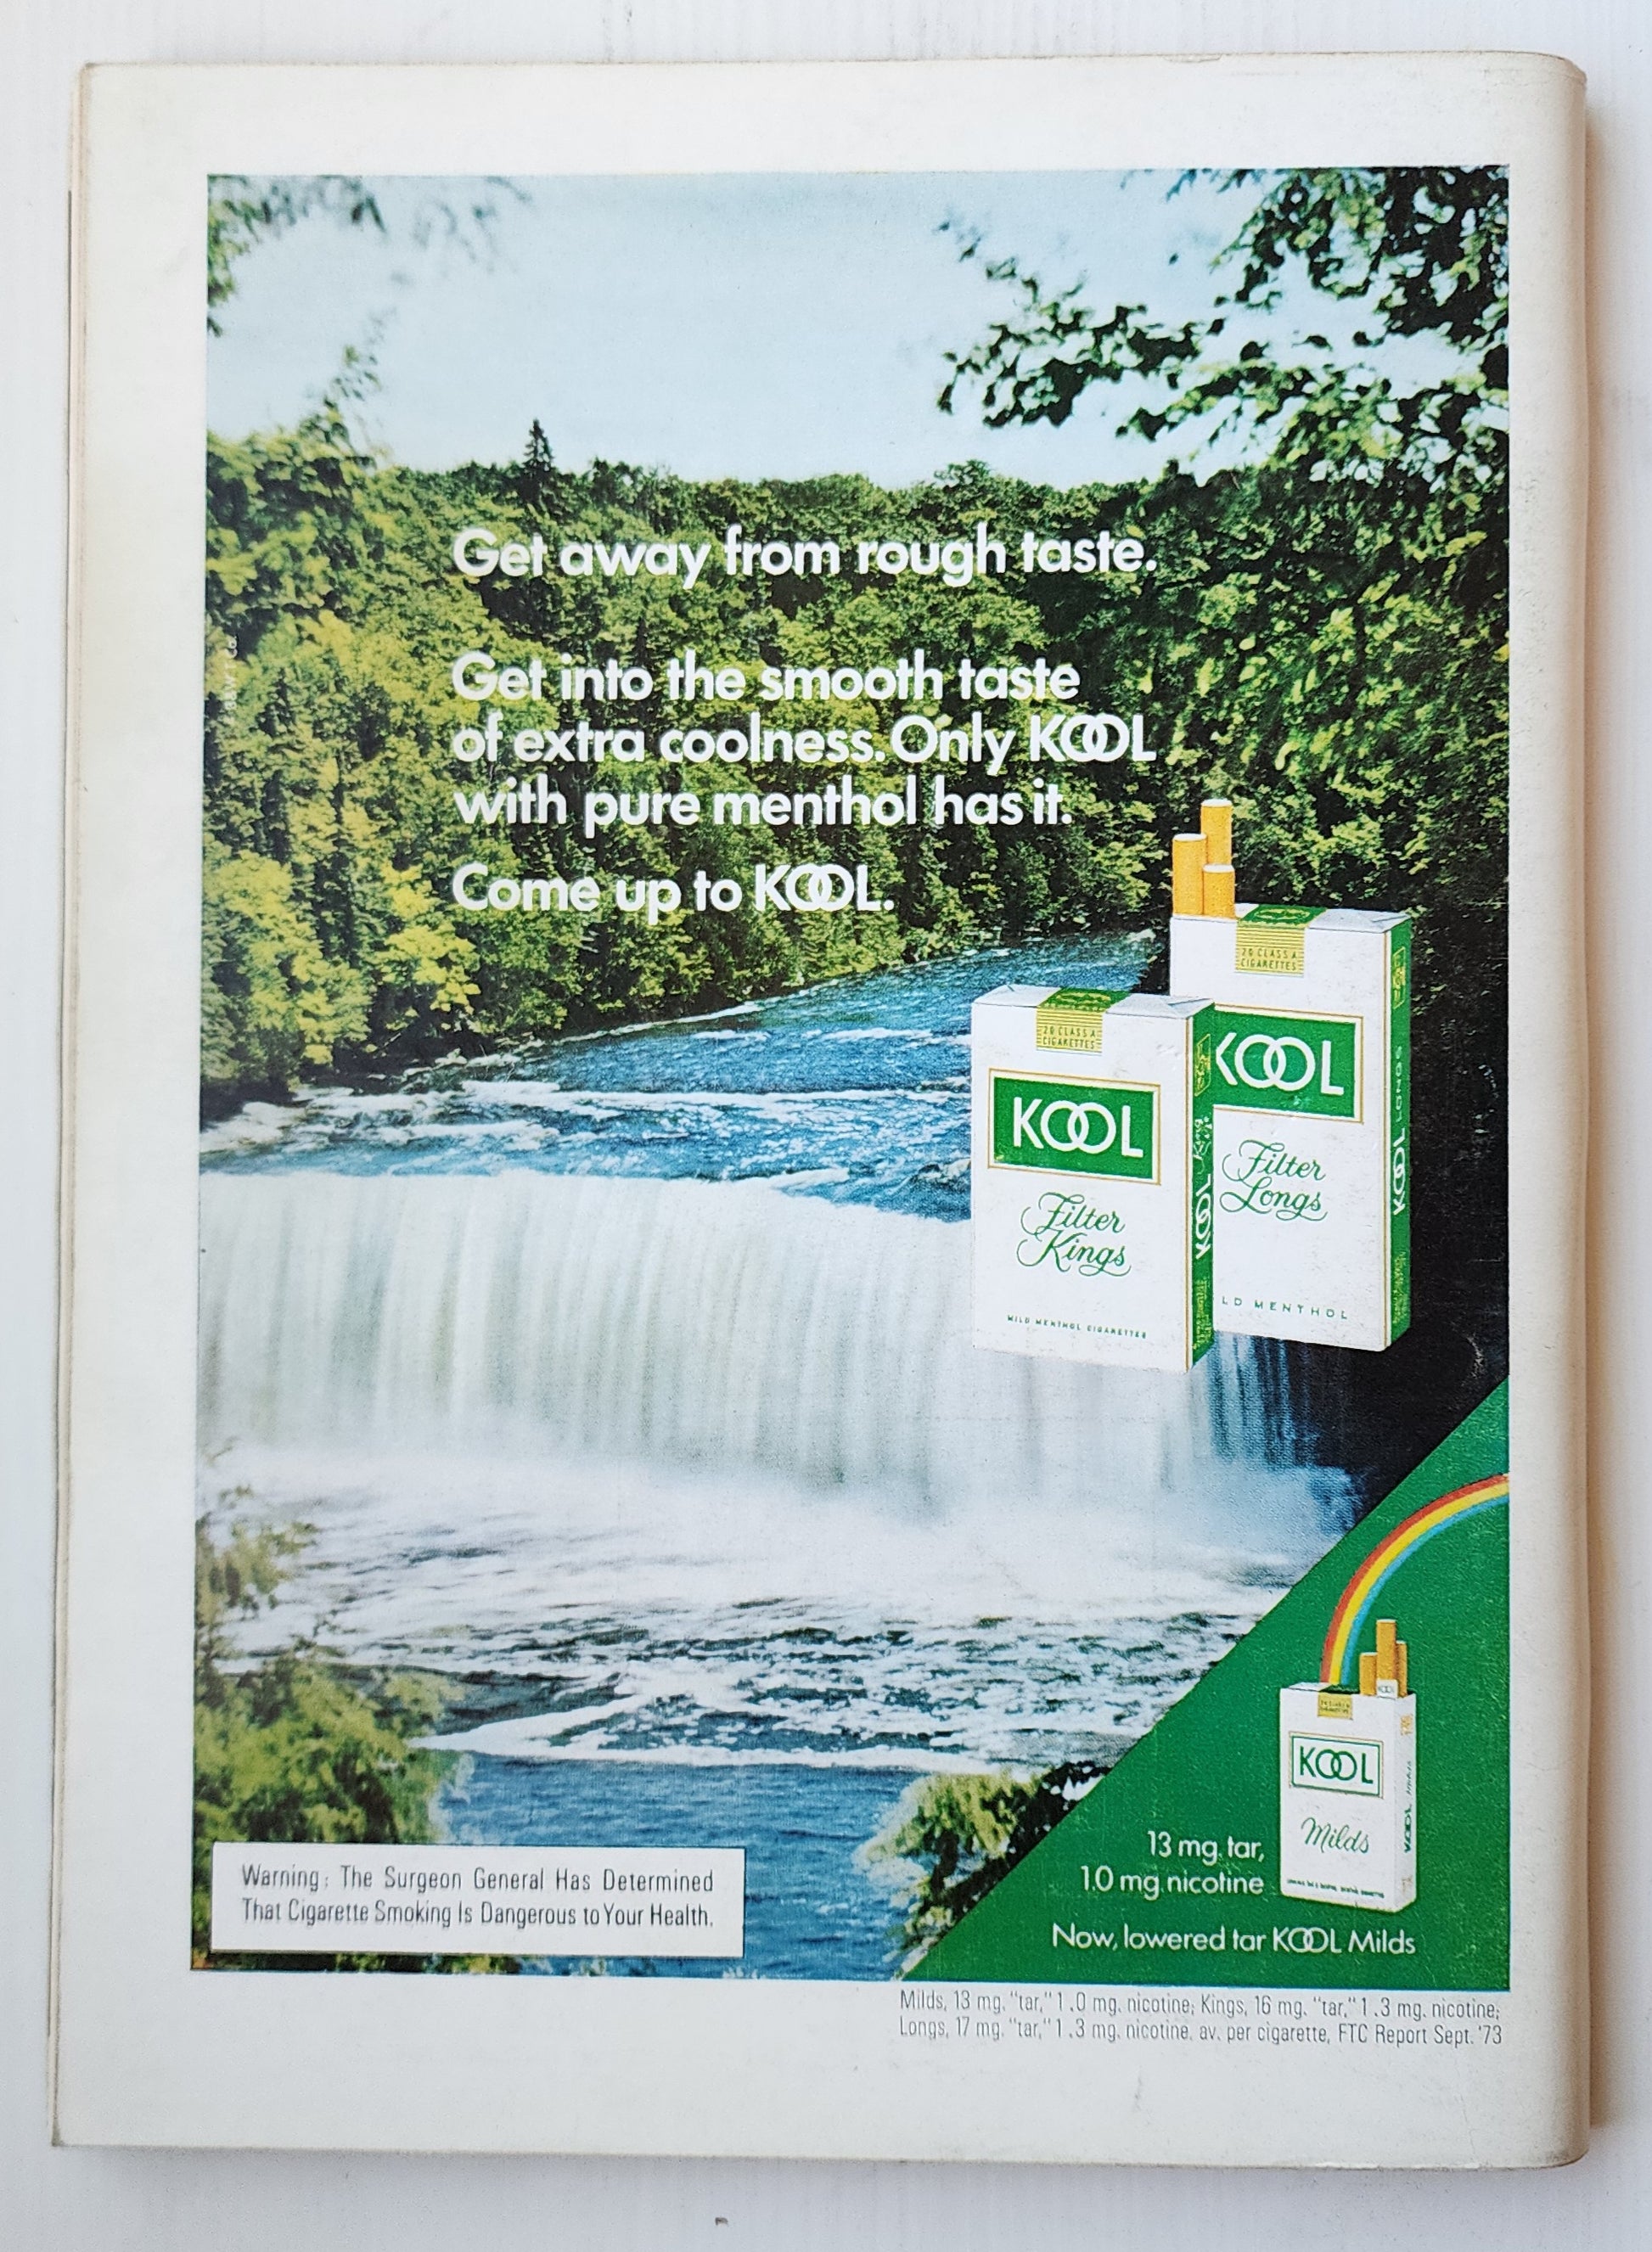 Get away from rough taste.
Get into the smooth taste
of extra coolness. Only KOOL
with pure menthol has it.
Come up to KOOL.
20 CLASS A
CIGARETTES
KOOL
Filter
Longs
LD MENTHOL
KOOL LONGS
20 CLASS A
CIGARETTES
KOOL
Filter
Kings
MILD MENTHOL CIGARETTES
KOOL
KOOL
Milds
KOOL Milds
13 mg. tar,
1.0 mg. nicotine
Now, lowered tar KOOL Milds
Warning: The Surgeon General Has Determined
That Cigarette Smoking Is Dangerous to Your Health.
Milds, 13 mg. "tar," 1.0 mg. nicotine; Kings, 16 mg. "tar," 1.3 mg. nicotine;
Longs, 17 mg. "tar," 1.3 mg. nicotine, av. per cigarette, FTC Report Sept. '73